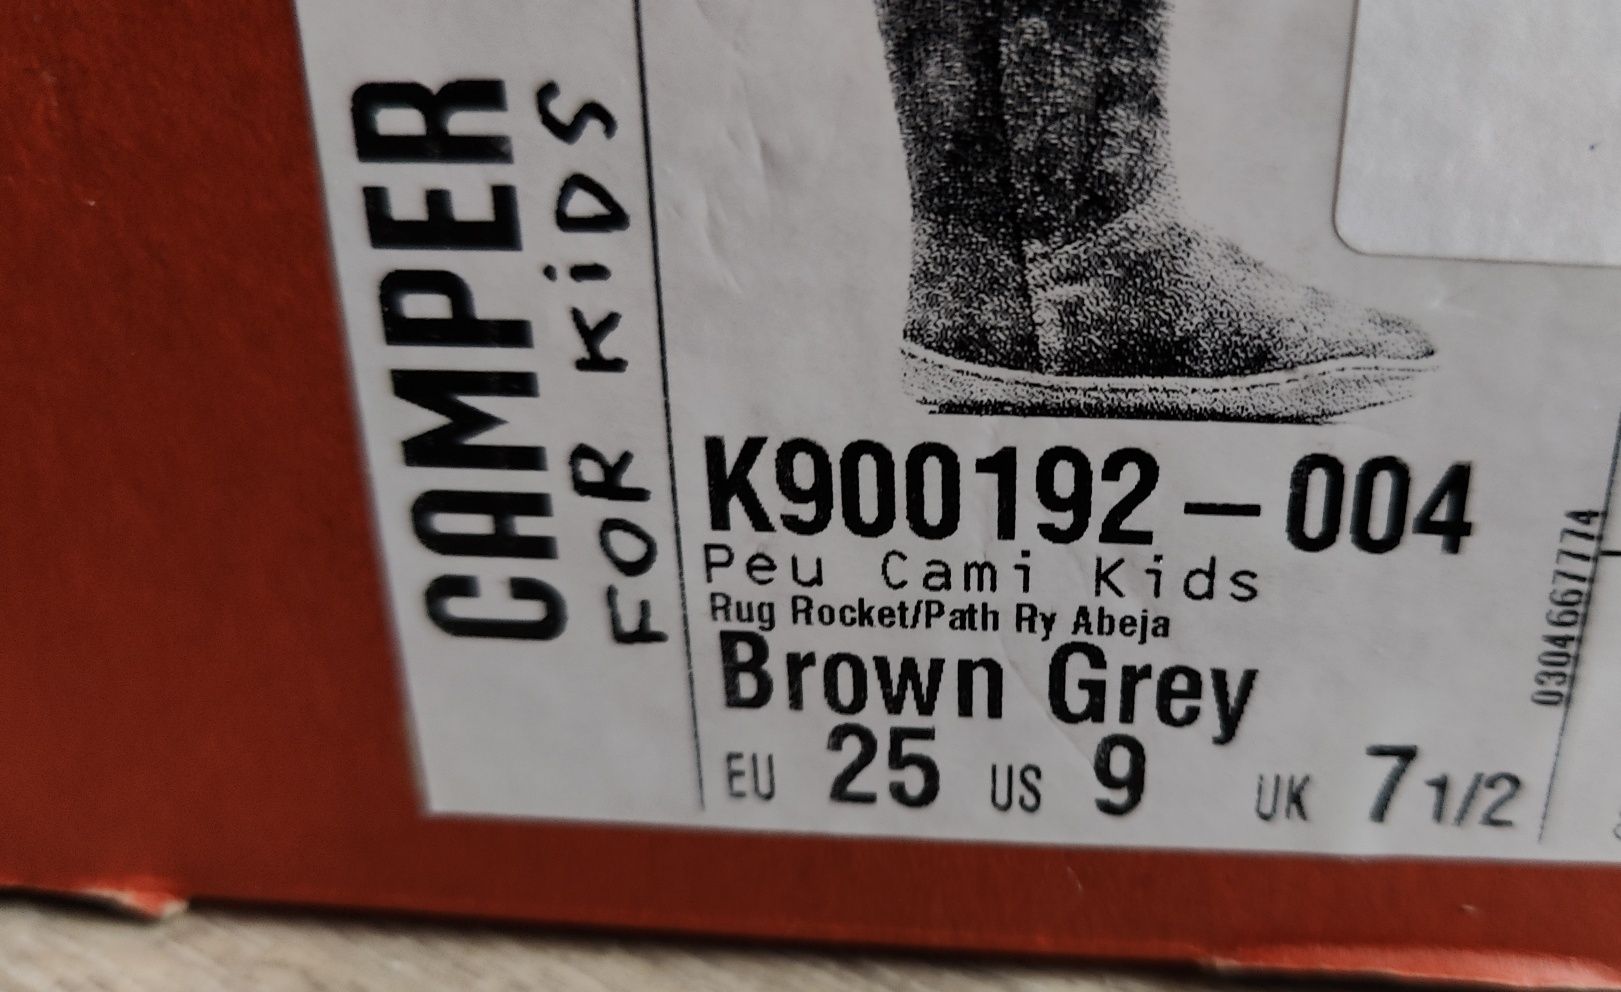 CAMPER
FOR KiDS
K900192-004
Peu Cami Kids
Rug Rocket/Path Ry Abeja
Brown Grey
EU 25 US 9 UK 7 1/2
0304667774